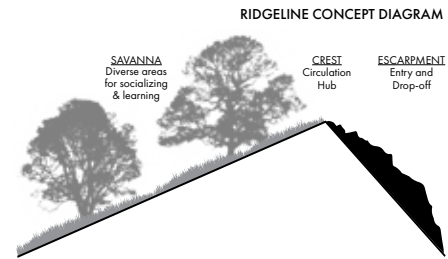 RIDGELINE CONCEPT DIAGRAM
SAVANNA
Diverse areas
for socializing
& learning
CREST
Circulation
Hub
ESCARPMENT
Entry and
Drop-off